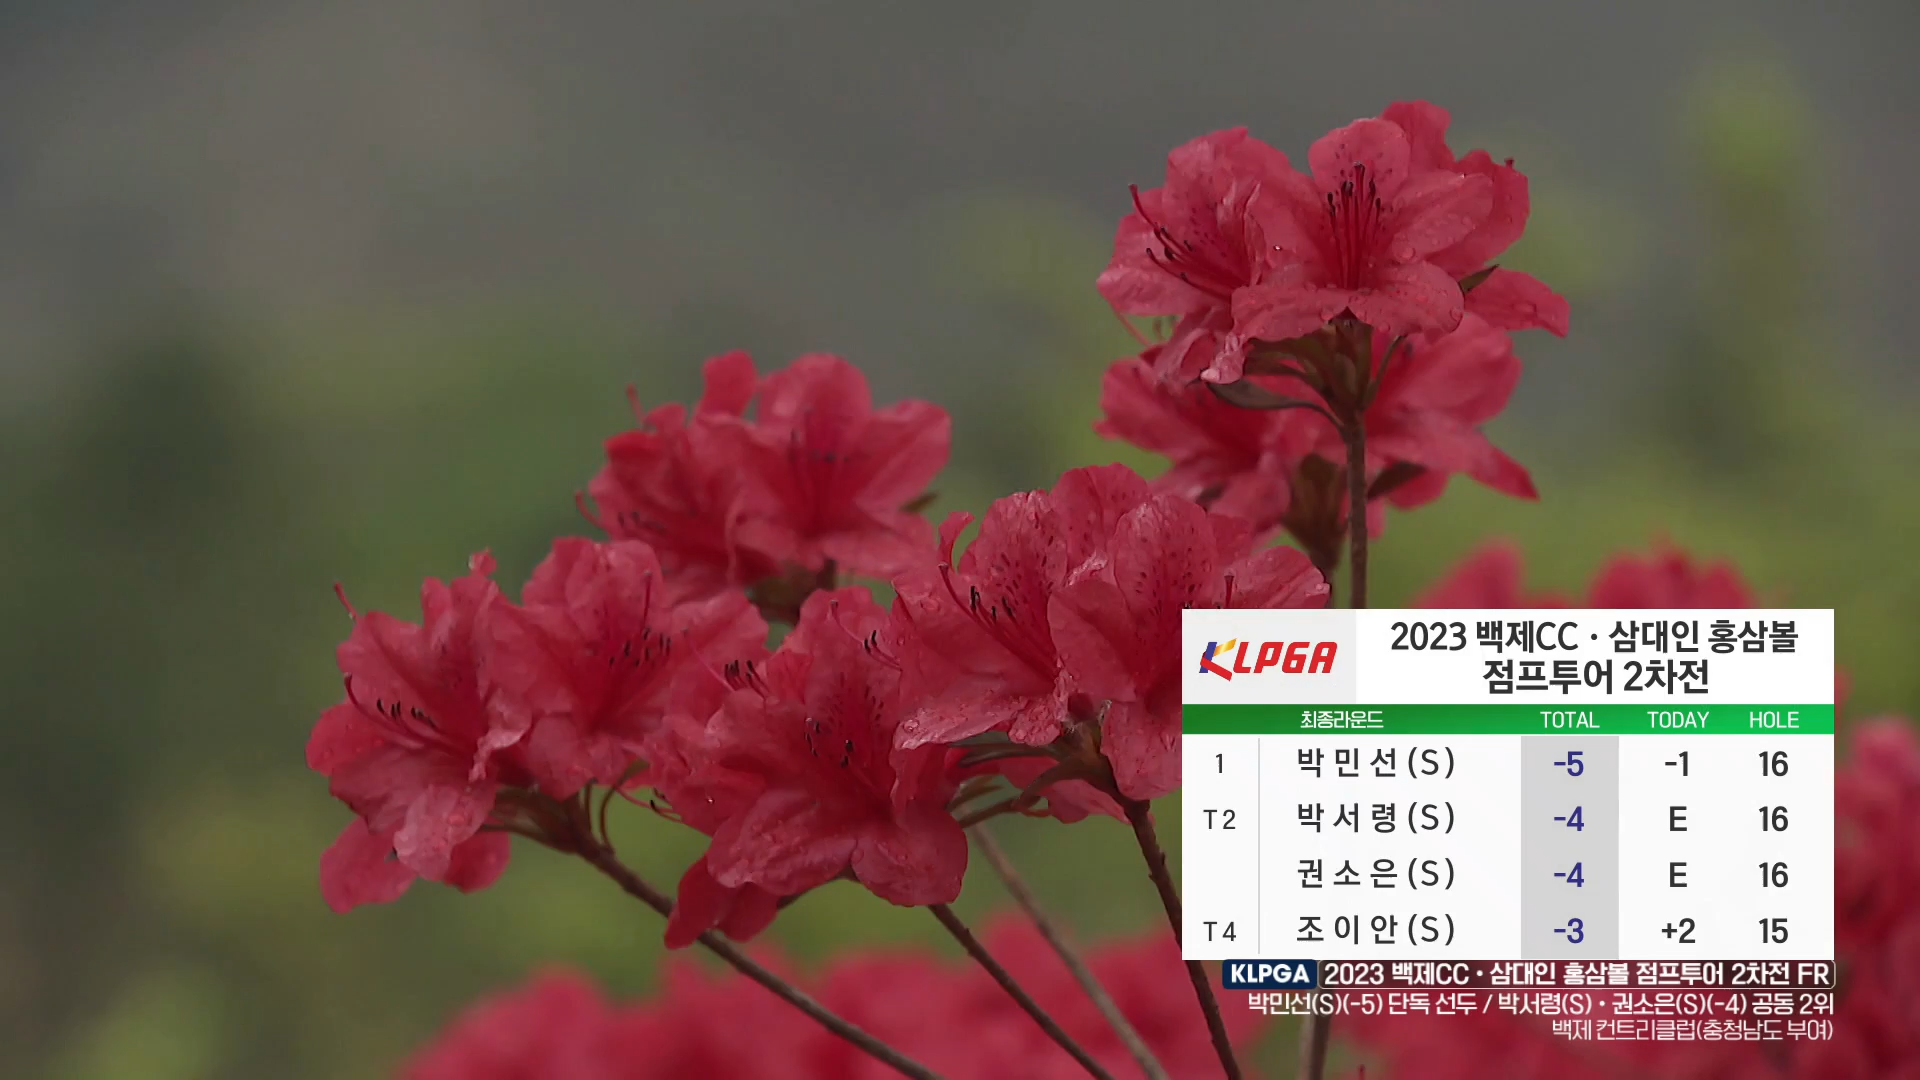 KLPGA
2023 백제CC · 삼대인 홍삼볼
점프투어 2차전
최종라운드 TOTAL TODAY HOLE
1 박민선(S) -5 -1 16
T2 박서령(S) -4 E 16
권소은(S) -4 E 16
T4 조이안(S) -3 +2 15
KLPGA 2023 백제CC · 삼대인 홍삼볼 점프투어 2차전 FR
박민선(S)(-5) 단독 선두 / 박서령(S) · 권소은(S)(-4) 공동 2위
백제 컨트리클럽(충청남도 부여)